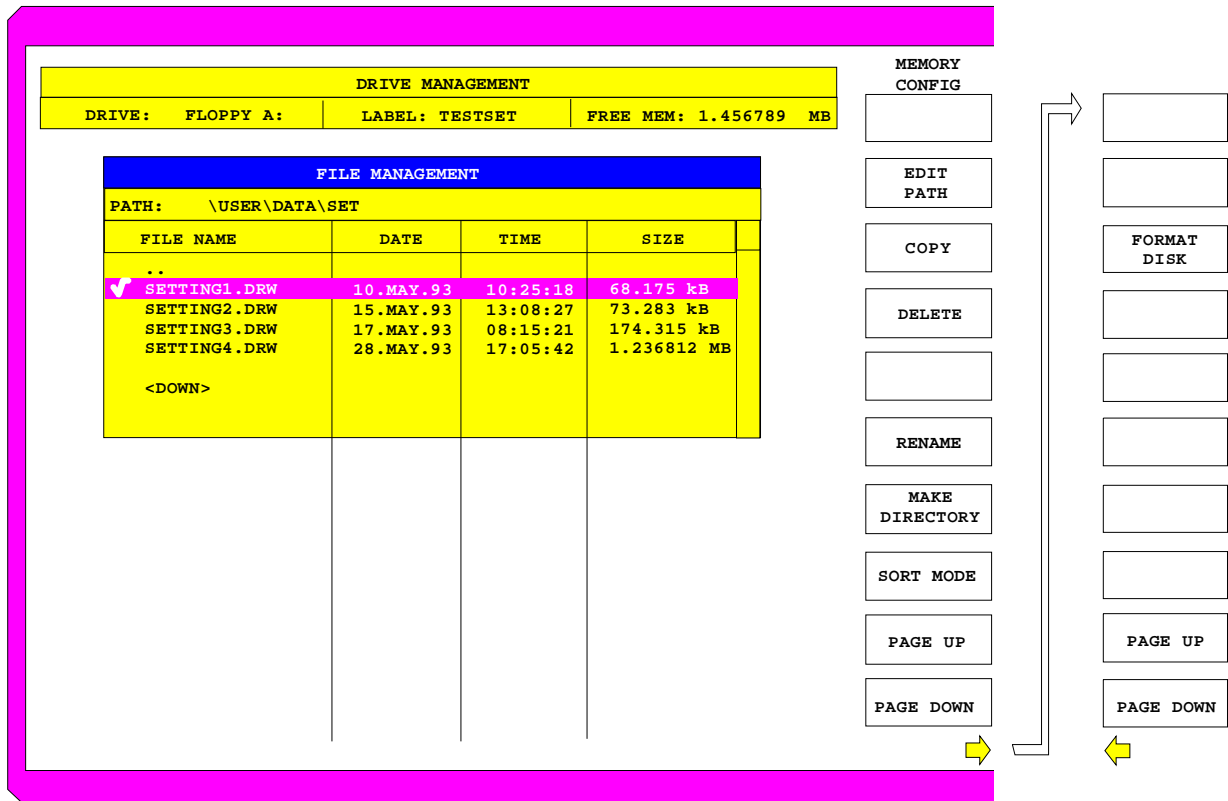 MEMORY
CONFIG
DRIVE MANAGEMENT
DRIVE: FLOPPY A: LABEL: TESTSET FREE MEM: 1.456789 MB
FILE MANAGEMENT
PATH: \USER\DATA\SET
FILE NAME DATE TIME SIZE
..
SETTING1.DRW 10.MAY.93 10:25:18 68.175 kB
SETTING2.DRW 15.MAY.93 13:08:27 73.283 kB
SETTING3.DRW 17.MAY.93 08:15:21 174.315 kB
SETTING4.DRW 28.MAY.93 17:05:42 1.236812 MB
<DOWN>
EDIT
PATH
COPY
DELETE
RENAME
MAKE
DIRECTORY
SORT MODE
PAGE UP
PAGE DOWN
FORMAT
DISK
PAGE UP
PAGE DOWN